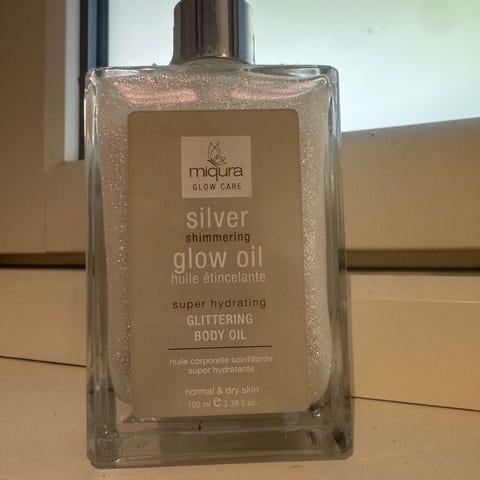 miqura
GLOW CARE
silver
shimmering
glow oil
huile étincelante
super hydrating
GLITTERING
BODY OIL
huile corporelle scintillante
super hydratante
normal & dry skin
100 ml ℮ 3.38 fl.oz.